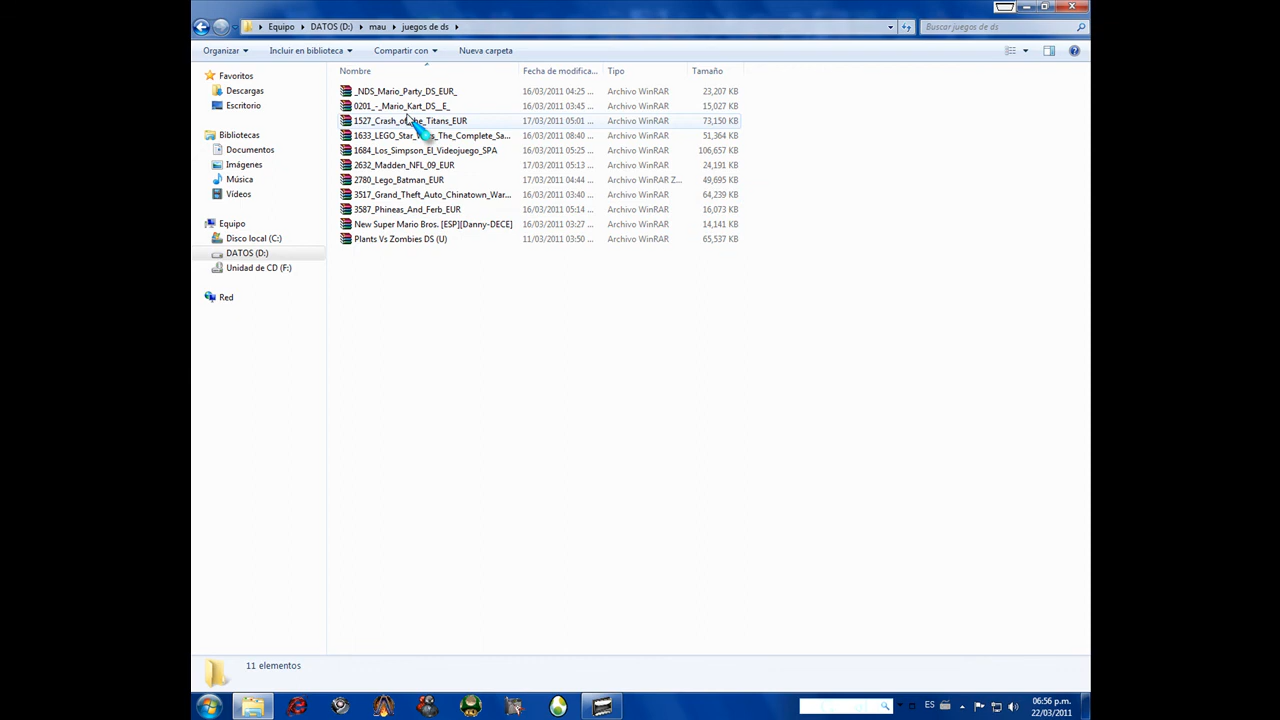 Equipo DATOS (D:) mau juegos de ds Buscar juegos de ds
Organizar Incluir en biblioteca Compartir con Nueva carpeta
Nombre Fecha de modifica... Tipo Tamaño
Favoritos
Descargas
Escritorio
Bibliotecas
Documentos
Imágenes
Música
Vídeos
Equipo
Disco local (C:)
DATOS (D:)
Unidad de CD (F:)
Red
_NDS_Mario_Party_DS_EUR_ 16/03/2011 04:25 ... Archivo WinRAR 23,207 KB
0201_-_Mario_Kart_DS__E_ 16/03/2011 03:45 ... Archivo WinRAR 15,027 KB
1527_Crash_of_the_Titans_EUR 17/03/2011 05:01 ... Archivo WinRAR 73,150 KB
1633_LEGO_Star_Wars_The_Complete_Sa... 16/03/2011 08:40 ... Archivo WinRAR 51,364 KB
1684_Los_Simpson_El_Videojuego_SPA 16/03/2011 05:25 ... Archivo WinRAR 106,657 KB
2632_Madden_NFL_09_EUR 17/03/2011 05:13 ... Archivo WinRAR 24,191 KB
2780_Lego_Batman_EUR 17/03/2011 04:44 ... Archivo WinRAR Z... 49,695 KB
3517_Grand_Theft_Auto_Chinatown_War... 16/03/2011 03:40 ... Archivo WinRAR 64,239 KB
3587_Phineas_And_Ferb_EUR 16/03/2011 05:14 ... Archivo WinRAR 16,073 KB
New Super Mario Bros. [ESP][Danny-DECE] 16/03/2011 03:27 ... Archivo WinRAR 14,141 KB
Plants Vs Zombies DS (U) 11/03/2011 03:50 ... Archivo WinRAR 65,537 KB
11 elementos
ES 06:56 p.m.
22/03/2011